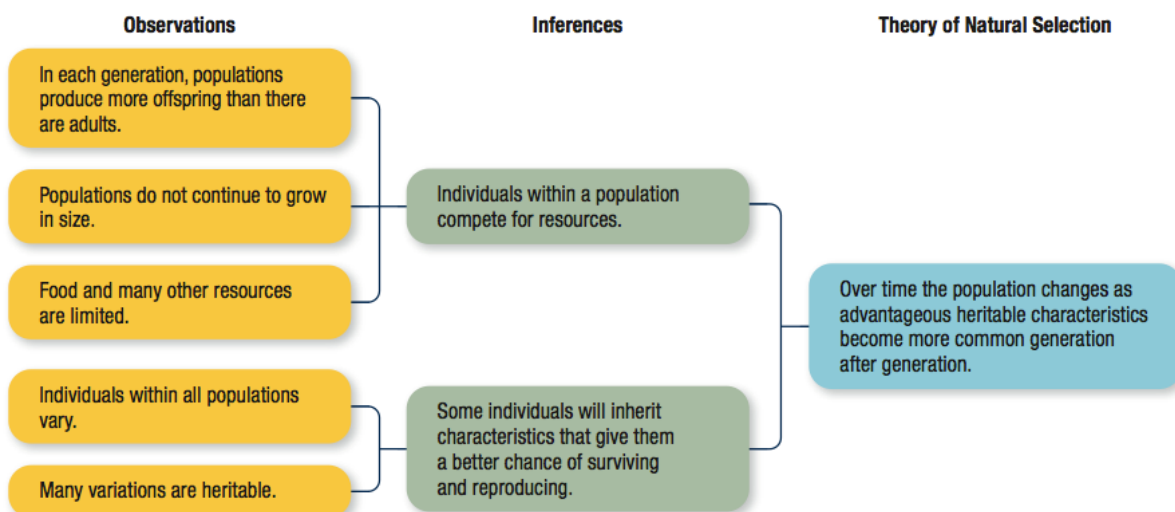 Observations
Inferences
Theory of Natural Selection
In each generation, populations
produce more offspring than there
are adults.
Populations do not continue to grow
in size.
Food and many other resources
are limited.
Individuals within all populations
vary.
Many variations are heritable.
Individuals within a population
compete for resources.
Some individuals will inherit
characteristics that give them
a better chance of surviving
and reproducing.
Over time the population changes as
advantageous heritable characteristics
become more common generation
after generation.